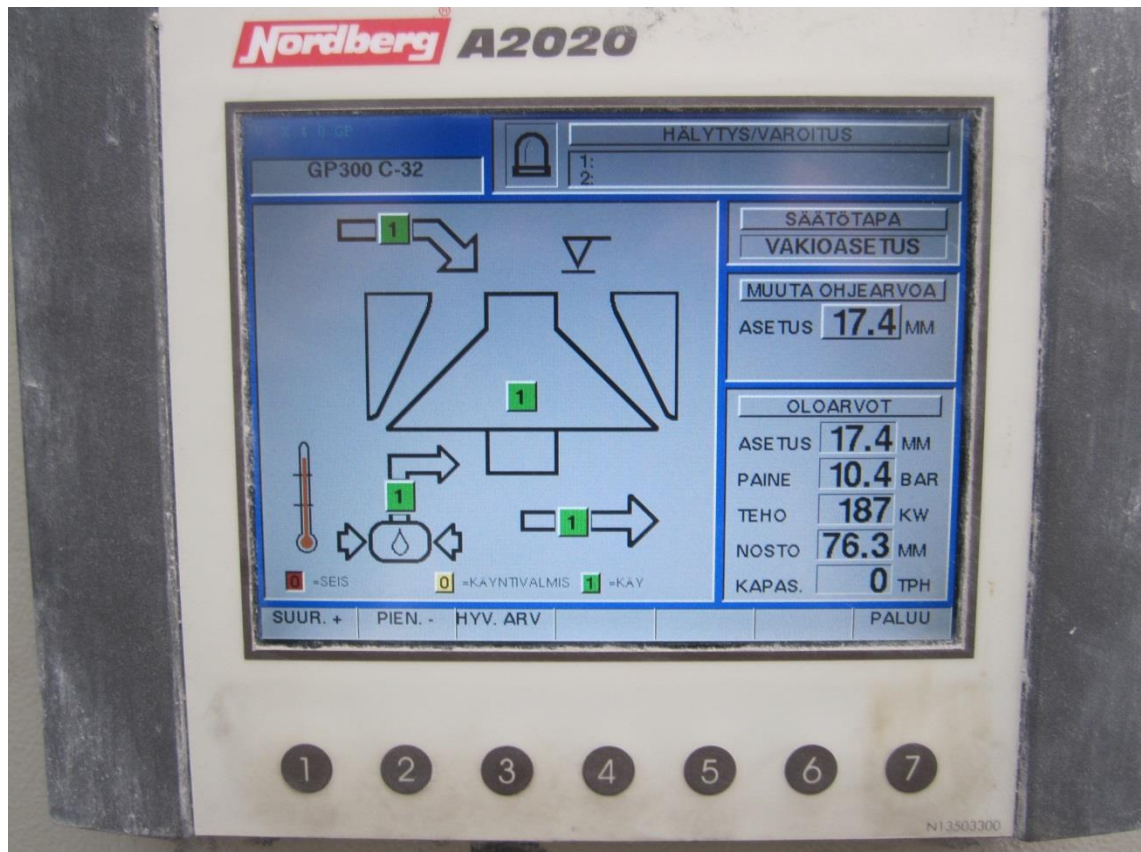 Nordberg ® A2020
GP300 C-32
HÄLYTYS/VAROITUS
1:
2:
1
SÄÄTÖTAPA
VAKIOASETUS
MUUTA OHJEARVOA
ASETUS 17.4 MM
1
OLOARVOT
ASETUS 17.4 MM
PAINE 10.4 BAR
TEHO 187 KW
NOSTO 76.3 MM
KAPAS. 0 TPH
1
1
0 =SEIS
0 =KÄYNTIVALMIS
1 =KÄY
SUUR. +
PIEN. -
HYV. ARV
PALUU
1 2 3 4 5 6 7
N13503300